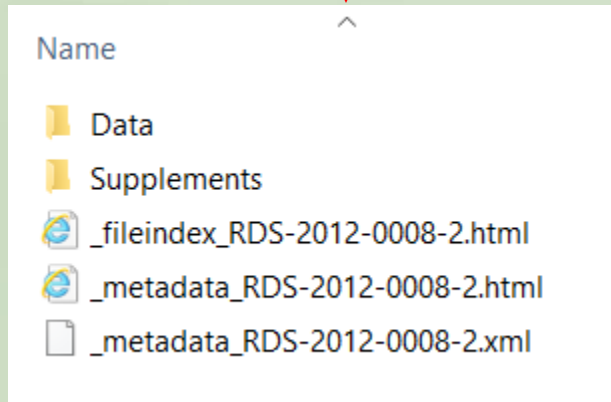 Name
Data
Supplements
_fileindex_RDS-2012-0008-2.html
_metadata_RDS-2012-0008-2.html
_metadata_RDS-2012-0008-2.xml